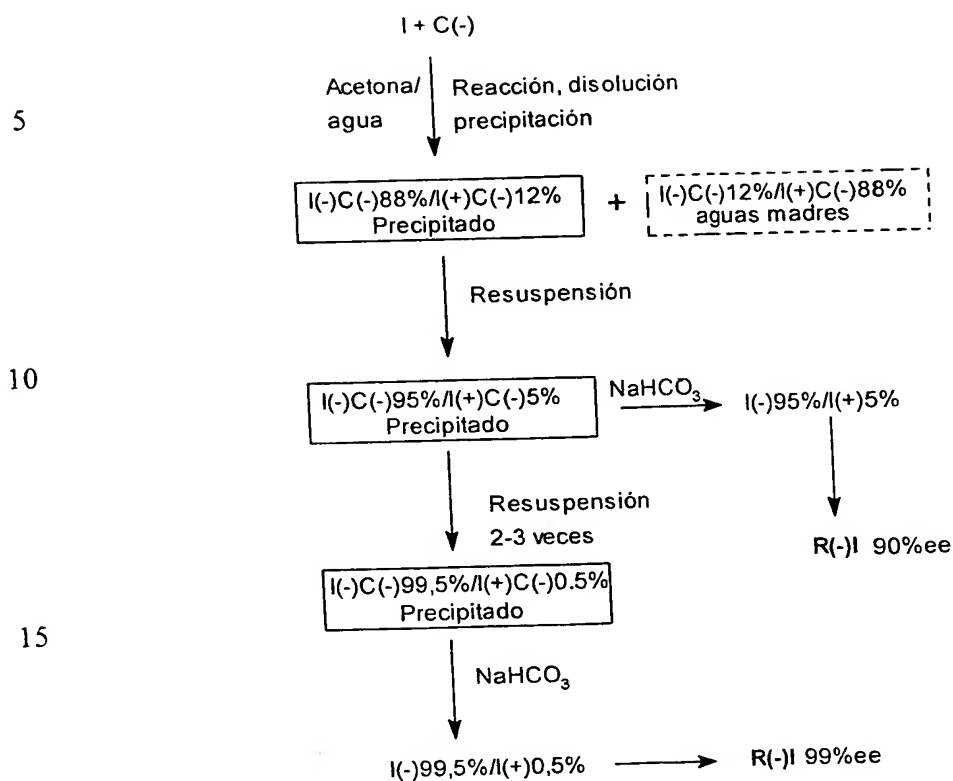 I + C(-)
Acetona/
agua
Reacción, disolución
precipitación
5
I(-)C(-)88%/I(+)C(-)12%
Precipitado
+
I(-)C(-)12%/I(+)C(-)88%
aguas madres
Resuspensión
10
I(-)C(-)95%/I(+)C(-)5%
Precipitado
NaHCO3
I(-)95%/I(+)5%
Resuspensión
2-3 veces
R(-)I 90%ee
I(-)C(-)99,5%/I(+)C(-)0.5%
Precipitado
15
NaHCO3
I(-)99,5%/I(+)0,5%
R(-)I 99%ee